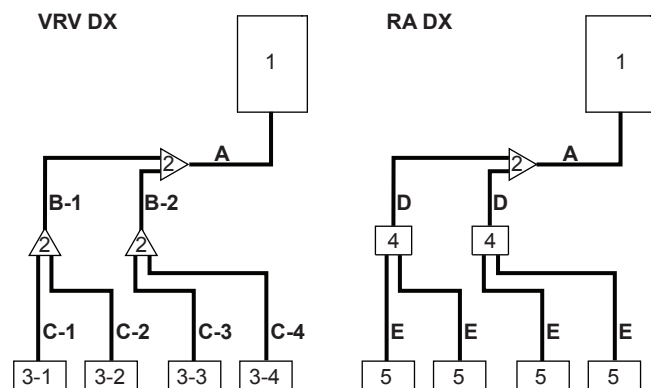 VRV DX RA DX
1 1
2 A 2 A
B-1 B-2 D D
2 2 4 4
C-1 C-2 C-3 C-4 E E E E
3-1 3-2 3-3 3-4 5 5 5 5